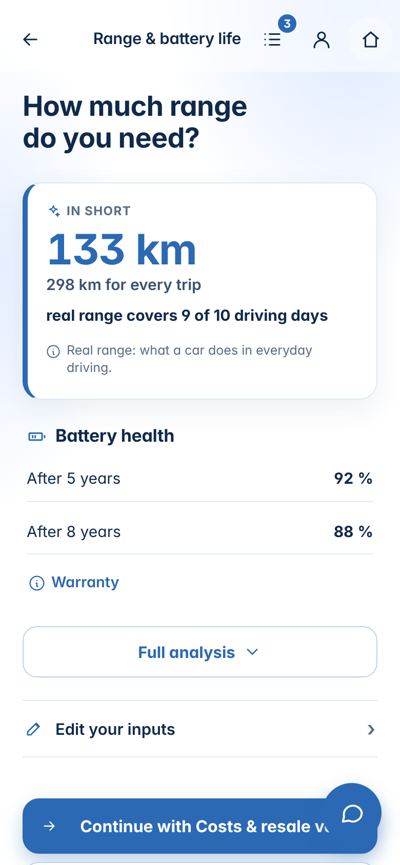 Range & battery life
3
How much range
do you need?
IN SHORT
133 km
298 km for every trip
real range covers 9 of 10 driving days
Real range: what a car does in everyday
driving.
Battery health
After 5 years 92 %
After 8 years 88 %
Warranty
Full analysis
Edit your inputs
Continue with Costs & resale